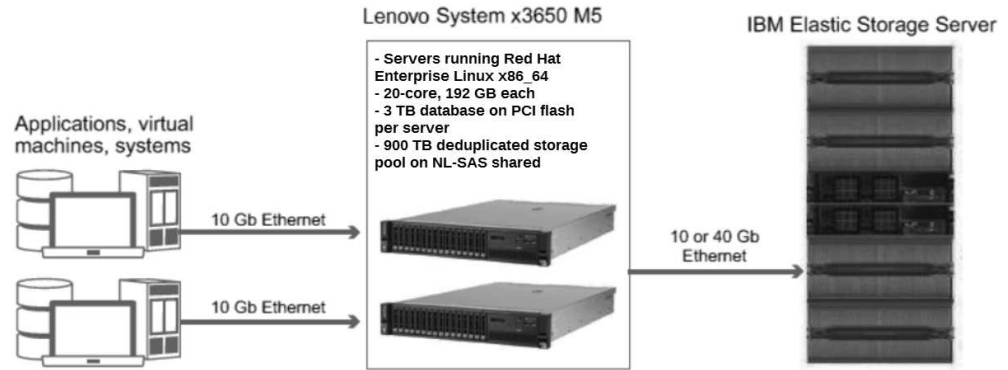 Lenovo System x3650 M5
IBM Elastic Storage Server
- Servers running Red Hat
Enterprise Linux x86_64
- 20-core, 192 GB each
- 3 TB database on PCI flash
per server
- 900 TB deduplicated storage
pool on NL-SAS shared
Applications, virtual
machines, systems
10 Gb Ethernet
10 or 40 Gb
Ethernet
10 Gb Ethernet